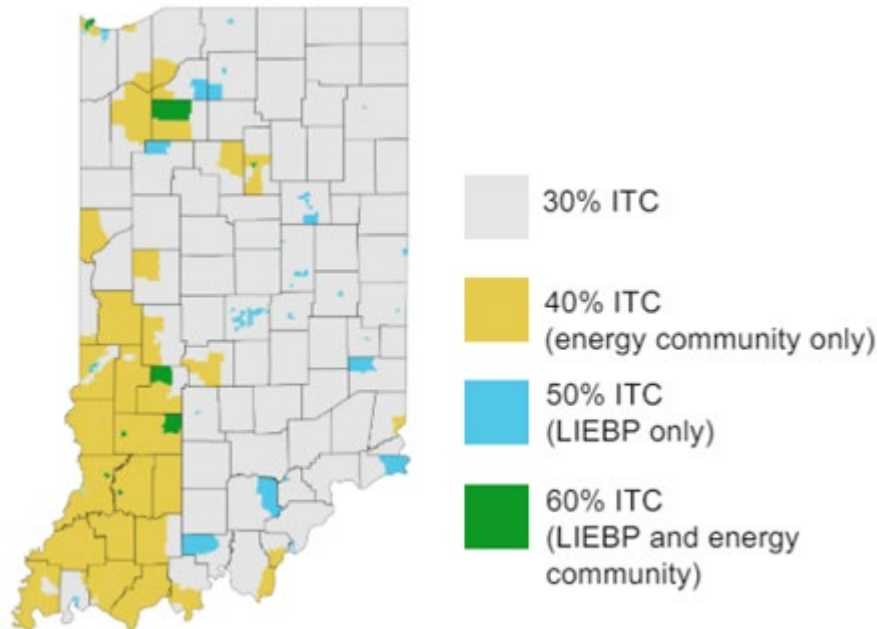 30% ITC
40% ITC
(energy community only)
50% ITC
(LIEBP only)
60% ITC
(LIEBP and energy
community)